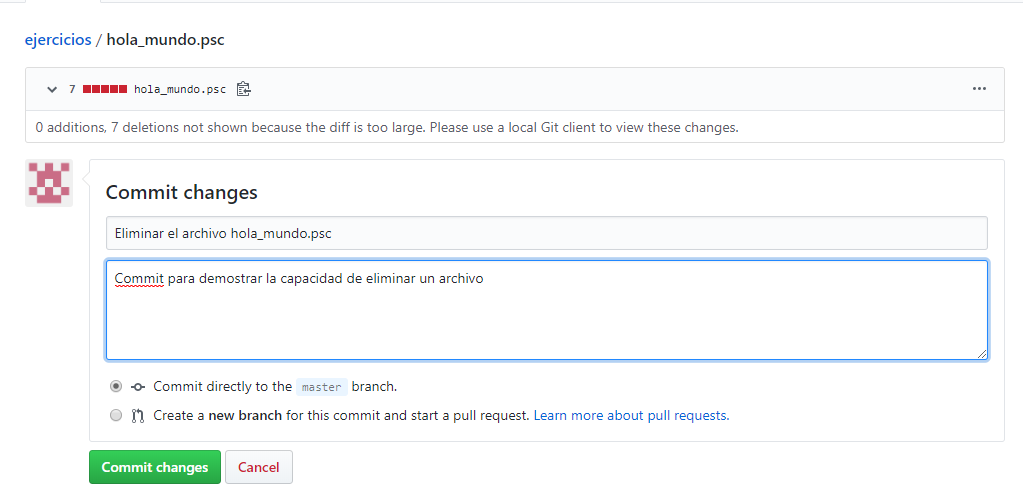 ejercicios / hola_mundo.psc
7 hola_mundo.psc
0 additions, 7 deletions not shown because the diff is too large. Please use a local Git client to view these changes.
Commit changes
Eliminar el archivo hola_mundo.psc
Commit para demostrar la capacidad de eliminar un archivo
Commit directly to the master branch.
Create a new branch for this commit and start a pull request. Learn more about pull requests.
Commit changes Cancel